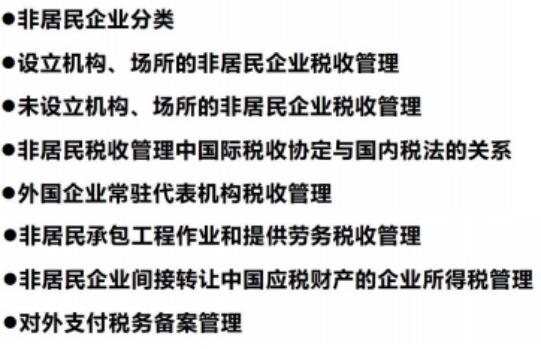 ●非居民企业分类
●设立机构、场所的非居民企业税收管理
●未设立机构、场所的非居民企业税收管理
●非居民税收管理中国际税收协定与国内税法的关系
●外国企业常驻代表机构税收管理
●非居民承包工程作业和提供劳务税收管理
●非居民企业间接转让中国应税财产的企业所得税管理
●对外支付税务备案管理